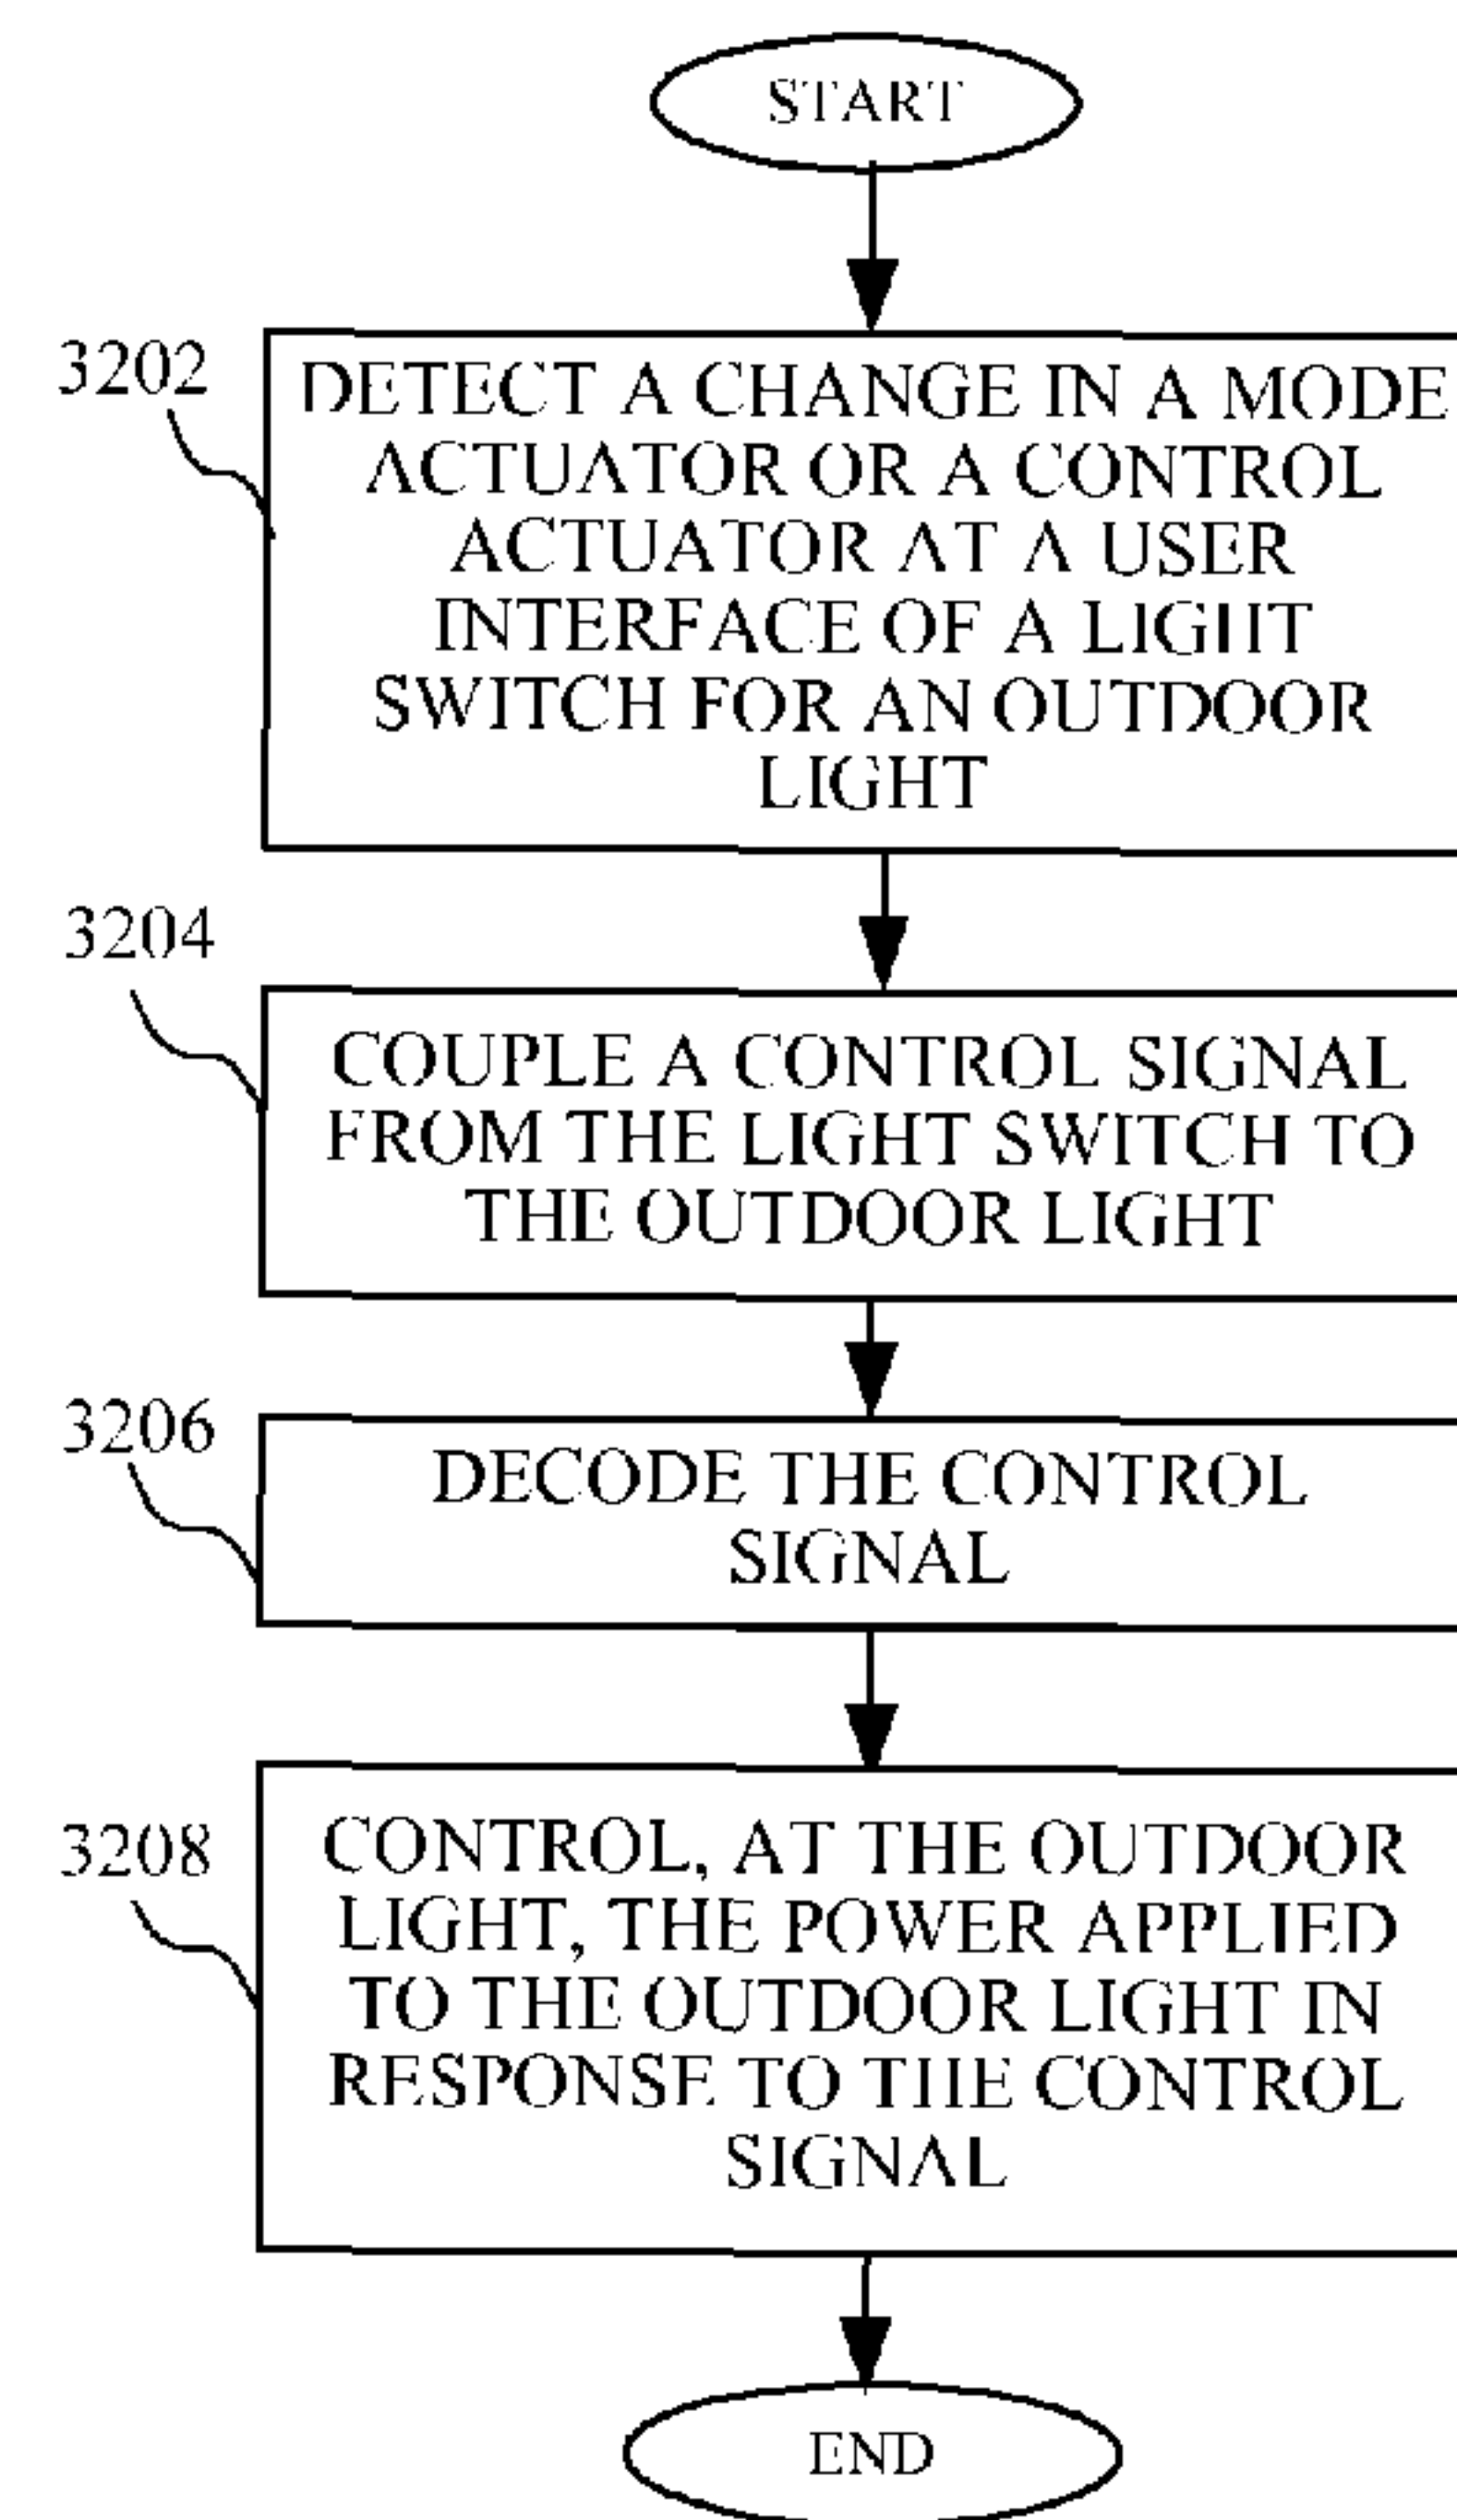 START
3202
DETECT A CHANGE IN A MODE
ACTUATOR OR A CONTROL
ACTUATOR AT A USER
INTERFACE OF A LIGHT
SWITCH FOR AN OUTDOOR
LIGHT
3204
COUPLE A CONTROL SIGNAL
FROM THE LIGHT SWITCH TO
THE OUTDOOR LIGHT
3206
DECODE THE CONTROL
SIGNAL
3208
CONTROL, AT THE OUTDOOR
LIGHT, THE POWER APPLIED
TO THE OUTDOOR LIGHT IN
RESPONSE TO THE CONTROL
SIGNAL
END